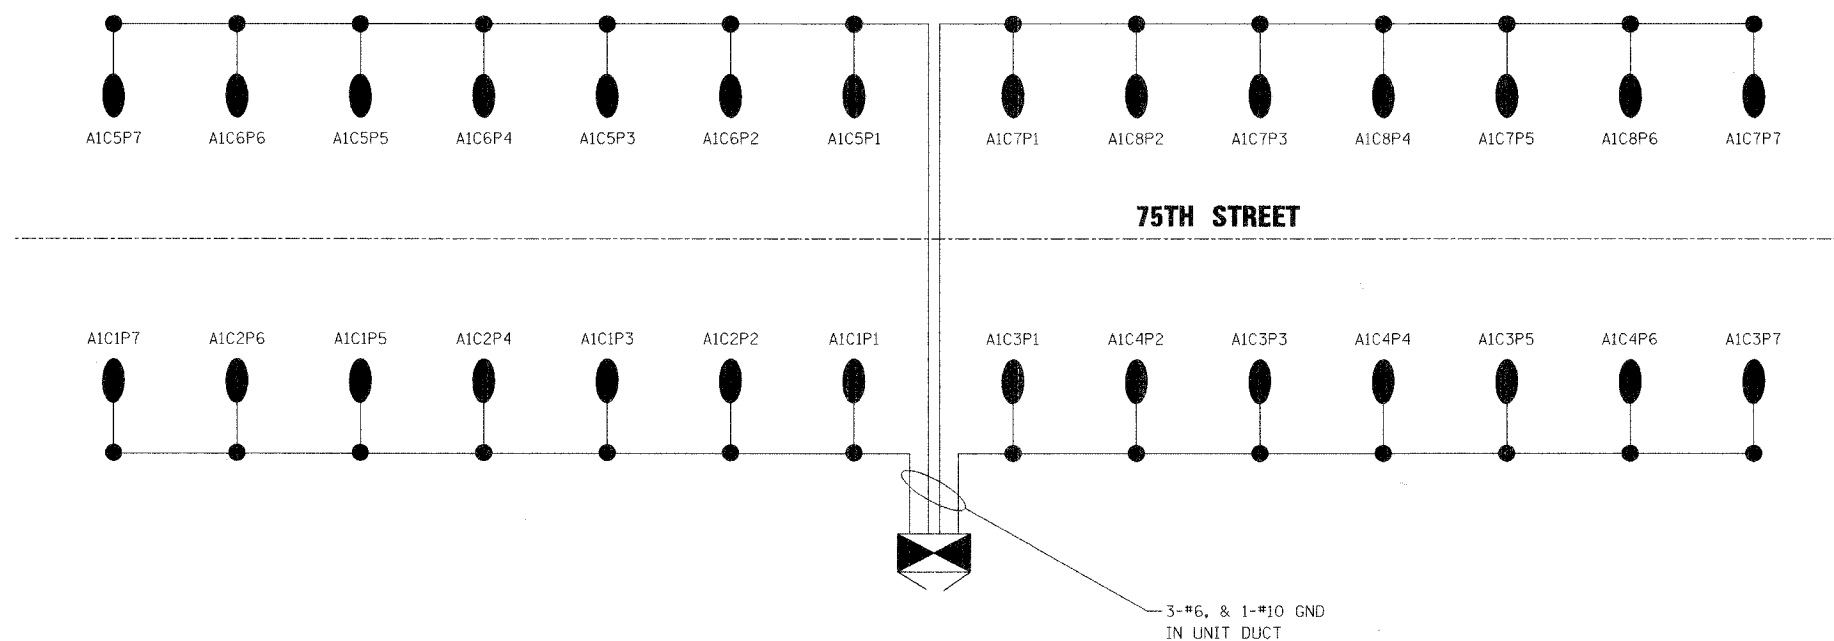 A1C5P7 A1C6P6 A1C5P5 A1C6P4 A1C5P3 A1C6P2 A1C5P1 A1C7P1 A1C8P2 A1C7P3 A1C8P4 A1C7P5 A1C8P6 A1C7P7
75TH STREET
A1C1P7 A1C2P6 A1C1P5 A1C2P4 A1C1P3 A1C2P2 A1C1P1 A1C3P1 A1C4P2 A1C3P3 A1C4P4 A1C3P5 A1C4P6 A1C3P7
3-#6, & 1-#10 GND
IN UNIT DUCT